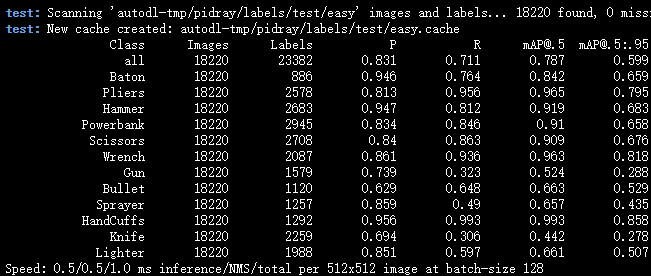 test: Scanning 'autodl-tmp/pidray/labels/test/easy' images and labels... 18220 found, 0
test: New cache created: autodl-tmp/pidray/labels/test/easy.cache
Class Images Labels P R mAP@.5 mAP@.5:.95
all 18220 23382 0.831 0.711 0.787 0.599
Baton 18220 886 0.946 0.764 0.842 0.659
Pliers 18220 2578 0.813 0.956 0.965 0.795
Hammer 18220 2683 0.947 0.812 0.919 0.683
Powerbank 18220 2945 0.834 0.846 0.91 0.658
Scissors 18220 2708 0.84 0.863 0.909 0.676
Wrench 18220 2087 0.861 0.936 0.963 0.818
Gun 18220 1579 0.739 0.323 0.524 0.288
Bullet 18220 1120 0.629 0.648 0.663 0.529
Sprayer 18220 1257 0.859 0.49 0.657 0.435
HandCuffs 18220 1292 0.956 0.993 0.993 0.858
Knife 18220 2259 0.694 0.306 0.442 0.278
Lighter 18220 1988 0.851 0.597 0.661 0.507
Speed: 0.5/0.5/1.0 ms inference/NMS/total per 512x512 image at batch-size 128